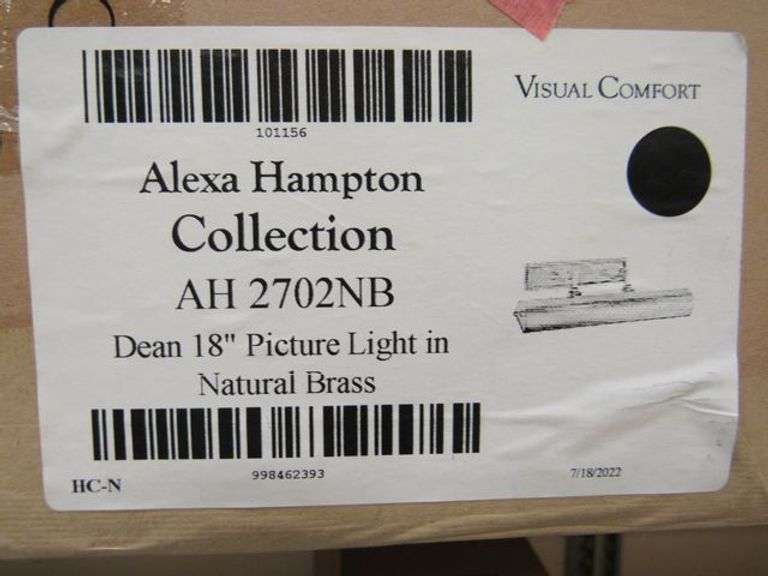 VISUAL COMFORT
101156
Alexa Hampton
Collection
AH 2702NB
Dean 18" Picture Light in
Natural Brass
998462393
HC-N
7/18/2022